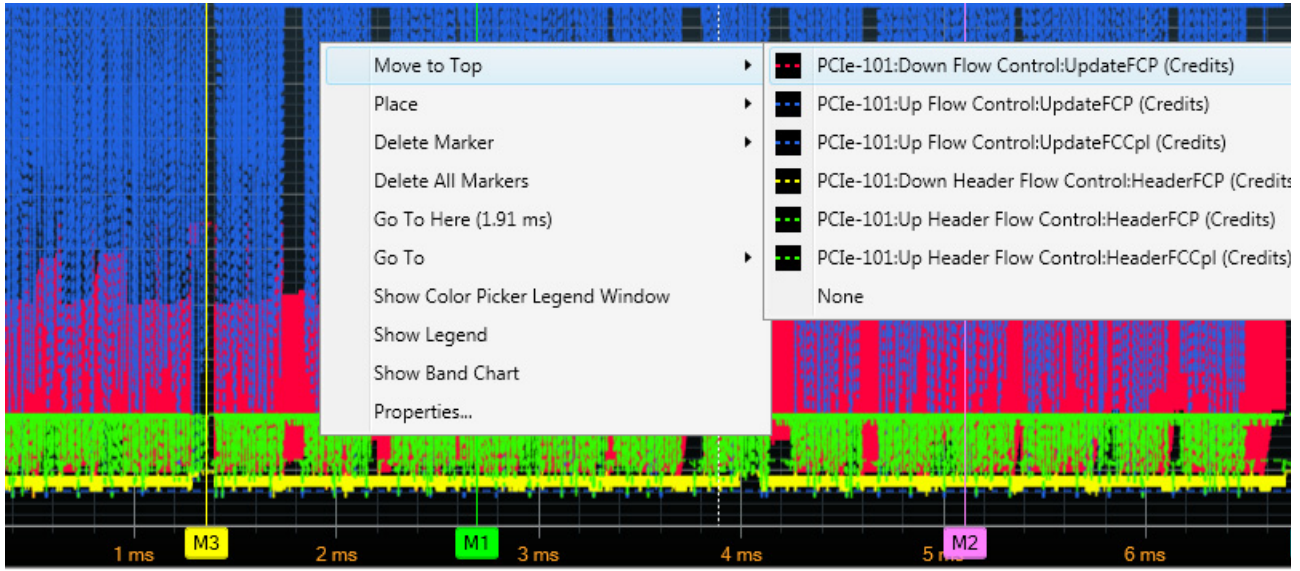 Move to Top
Place
Delete Marker
Delete All Markers
Go To Here (1.91 ms)
Go To
Show Color Picker Legend Window
Show Legend
Show Band Chart
Properties...
PCIe-101:Down Flow Control:UpdateFCP (Credits)
PCIe-101:Up Flow Control:UpdateFCP (Credits)
PCIe-101:Up Flow Control:UpdateFCCpl (Credits)
PCIe-101:Down Header Flow Control:HeaderFCP (Credits
PCIe-101:Up Header Flow Control:HeaderFCP (Credits)
PCIe-101:Up Header Flow Control:HeaderFCCpl (Credits)
None
M3 M1 M2
1 ms 2 ms 3 ms 4 ms 6 ms